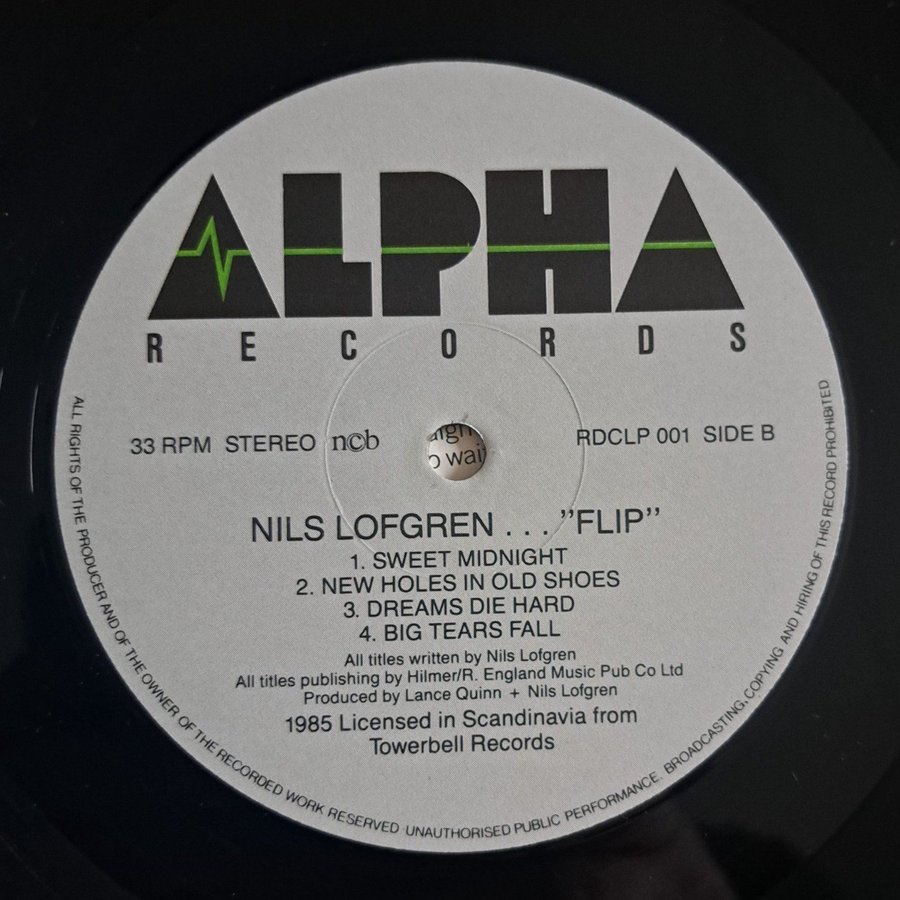 ALPHA
RECORDS
33 RPM STEREO ncb
RDCLP 001 SIDE B
NILS LOFGREN . . . ”FLIP”
1. SWEET MIDNIGHT
2. NEW HOLES IN OLD SHOES
3. DREAMS DIE HARD
4. BIG TEARS FALL
All titles written by Nils Lofgren
All titles publishing by Hilmer/R. England Music Pub Co Ltd
Produced by Lance Quinn + Nils Lofgren
1985 Licensed in Scandinavia from
Towerbell Records
ALL RIGHTS OF THE PRODUCER AND OF THE OWNER OF THE RECORDED WORK RESERVED UNAUTHORISED PUBLIC PERFORMANCE. BROADCASTING, COPYING AND HIRING OF THIS RECORD PROHIBITED